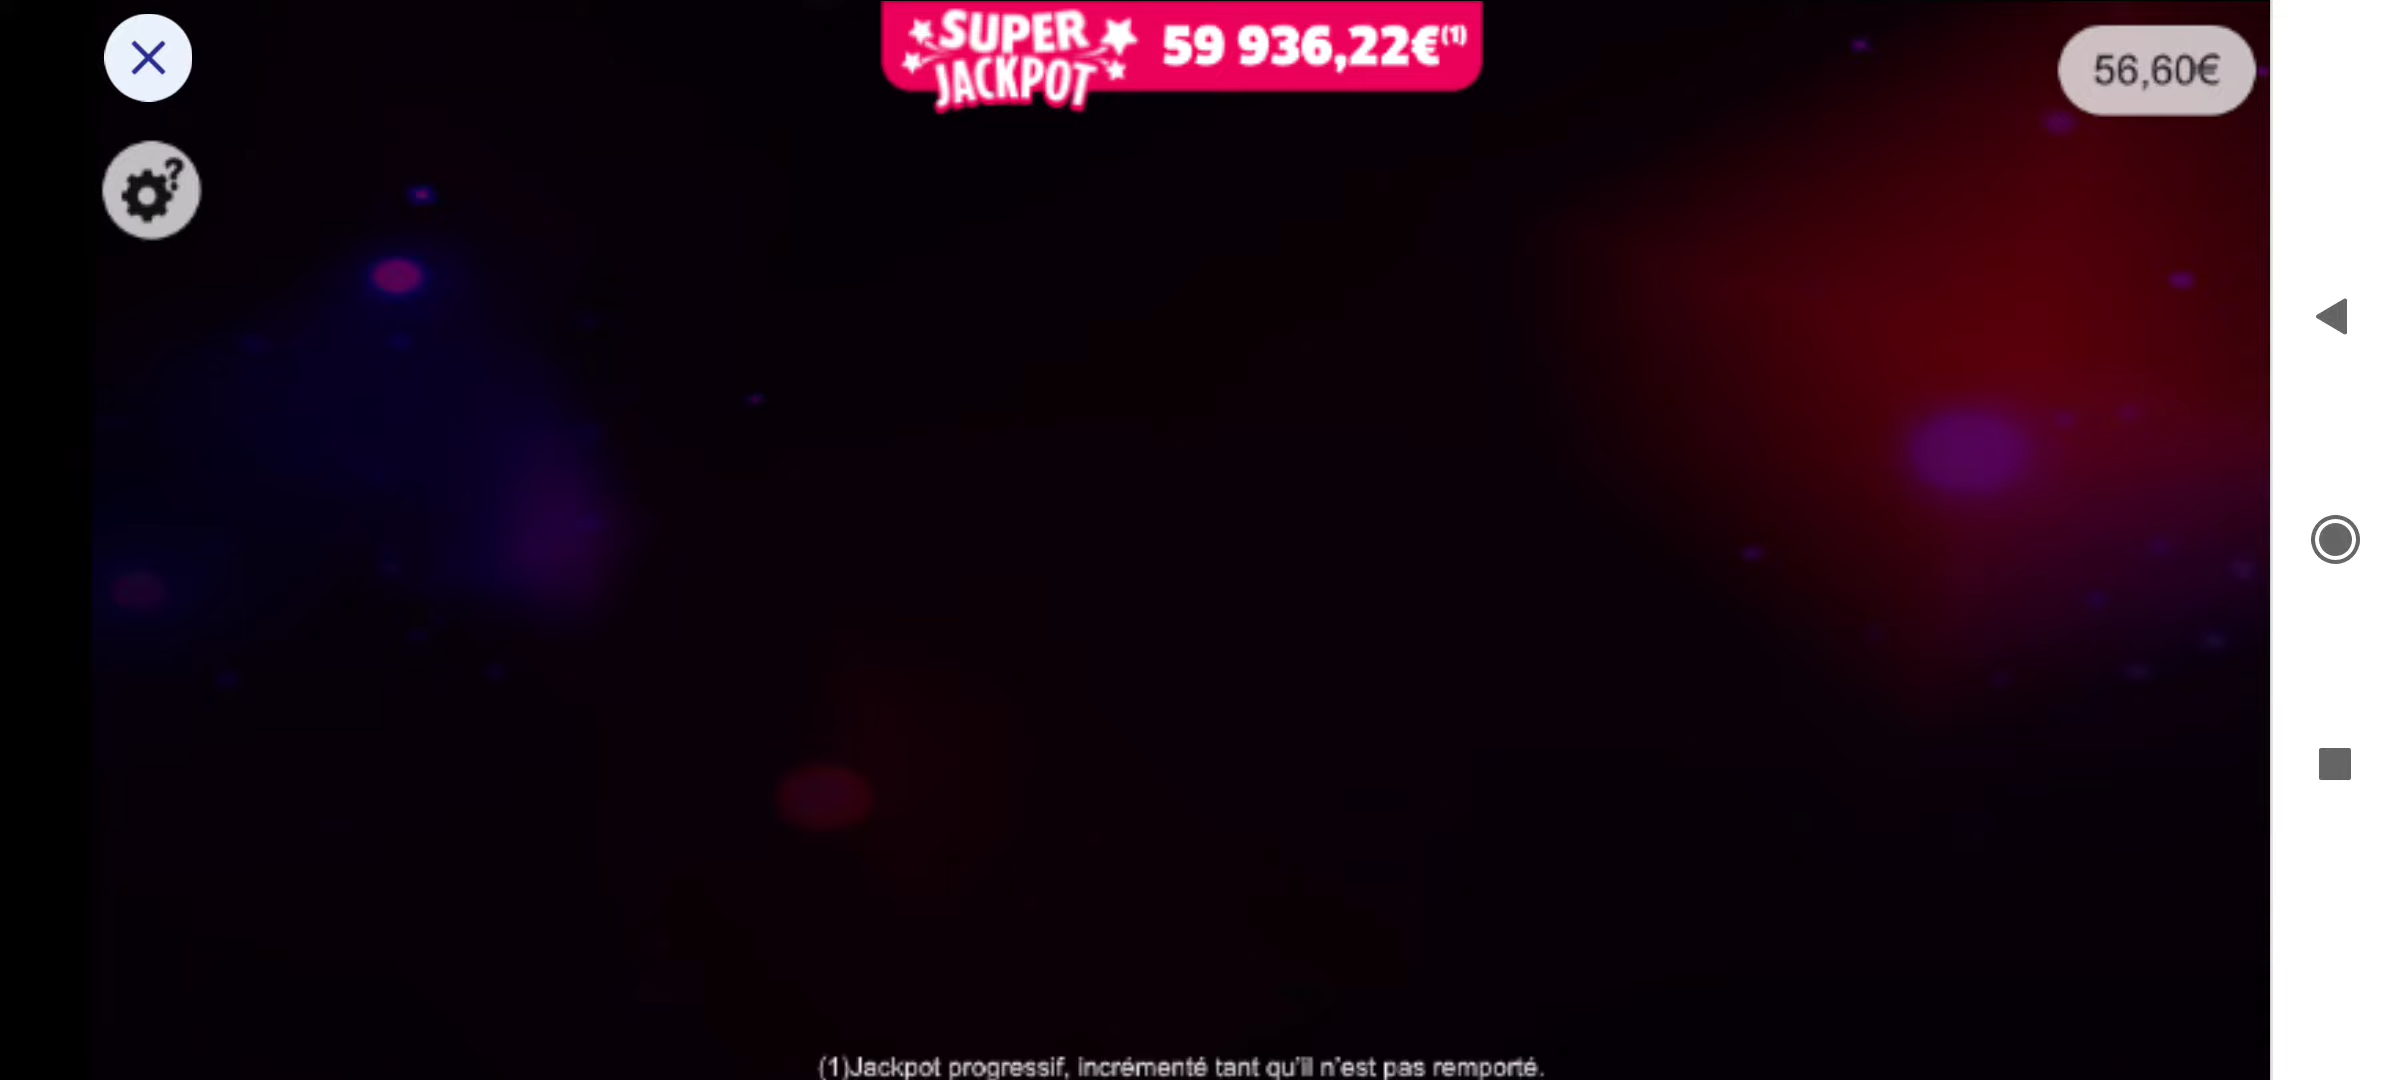 SUPER
JACKPOT
59 936,22€(1)
56,60€
?
(1)Jackpot progressif, incrémenté tant qu'il n'est pas remporté.